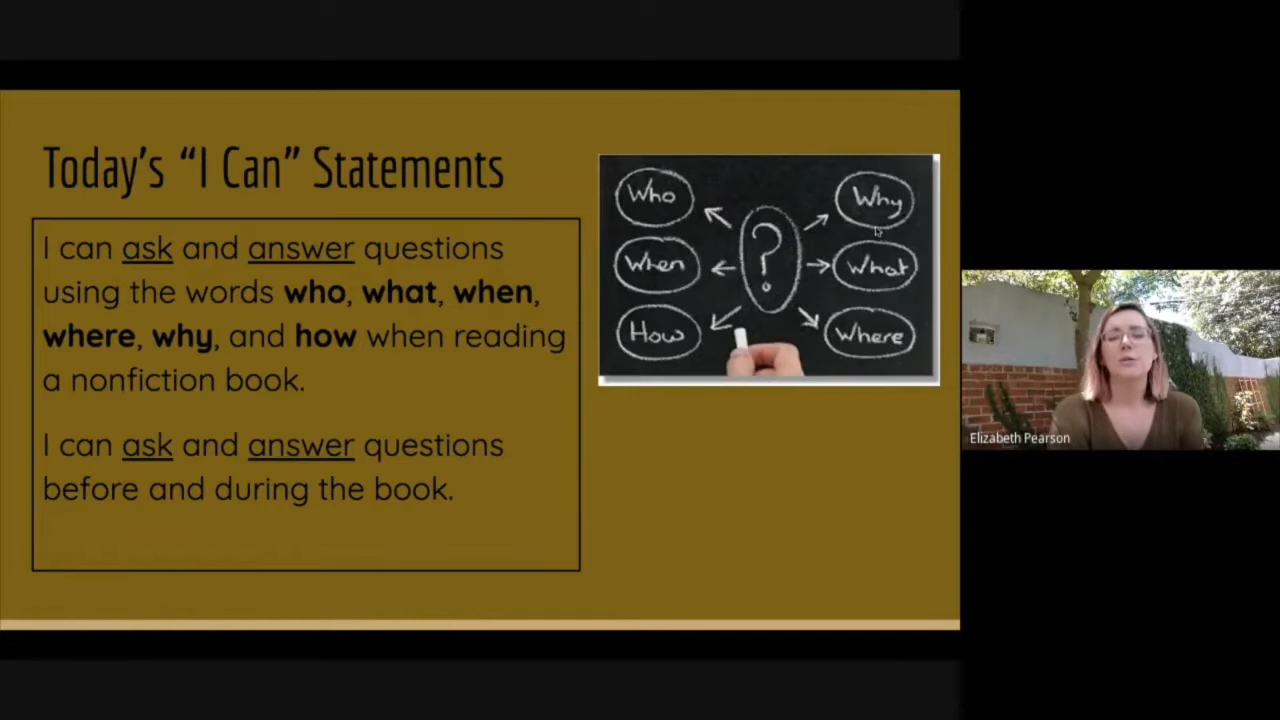 Today's “I Can” Statements
I can ask and answer questions
using the words who, what, when,
where, why, and how when reading
a nonfiction book.
I can ask and answer questions
before and during the book.
Who
Why
?
When
What
How
Where
Elizabeth Pearson